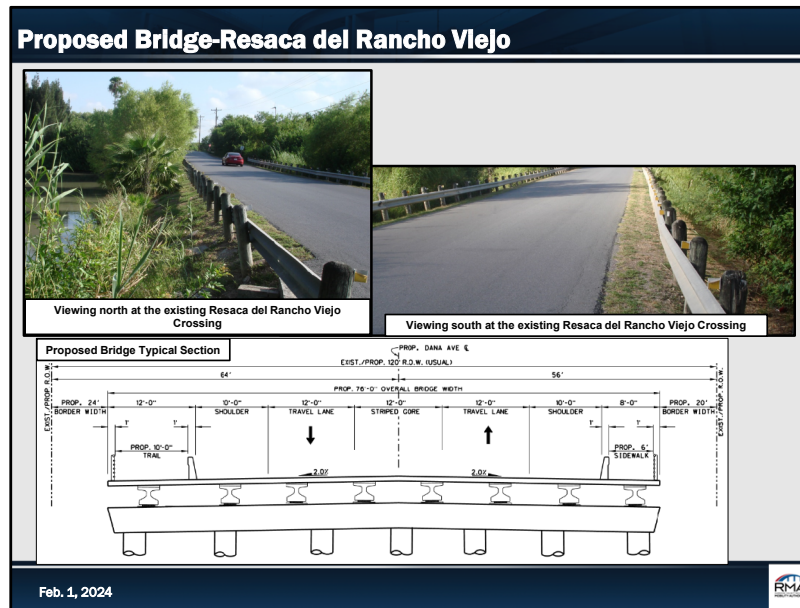 Proposed Bridge-Resaca del Rancho Viejo
Viewing north at the existing Resaca del Rancho Viejo
Crossing
Viewing south at the existing Resaca del Rancho Viejo Crossing
Proposed Bridge Typical Section
PROP. DANA AVE ℄
EXIST./PROP. 120' R.O.W. (USUAL)
64' 56'
PROP. 76'-0" OVERALL BRIDGE WIDTH
EXIST./PROP R.O.W.
PROP. 24' 12'-0" 10'-0" 12'-0" 12'-0" 12'-0" 10'-0" 8'-0" PROP. 20'
BORDER WIDTH SHOULDER TRAVEL LANE STRIPED GORE TRAVEL LANE SHOULDER BORDER WIDTH
EXIST./PROP. R.O.W.
1' 1' 1' 1'
PROP. 10'-0"
TRAIL
PROP. 6'
SIDEWALK
2.0% 2.0%
Feb. 1, 2024
RMA